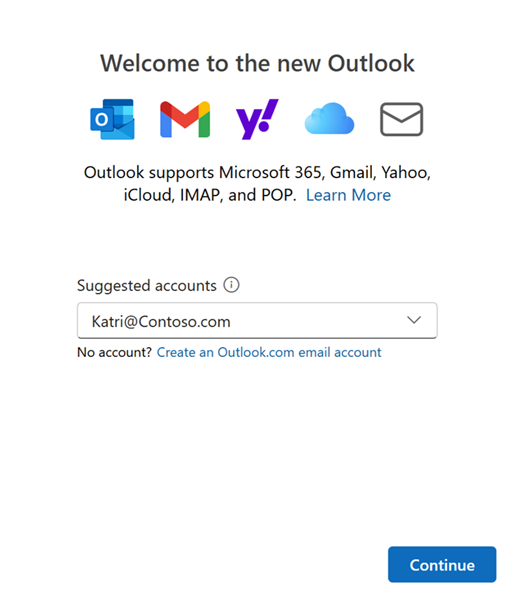 Welcome to the new Outlook
O
y!
Outlook supports Microsoft 365, Gmail, Yahoo,
iCloud, IMAP, and POP. Learn More
Suggested accounts
Katri@Contoso.com
No account? Create an Outlook.com email account
Continue